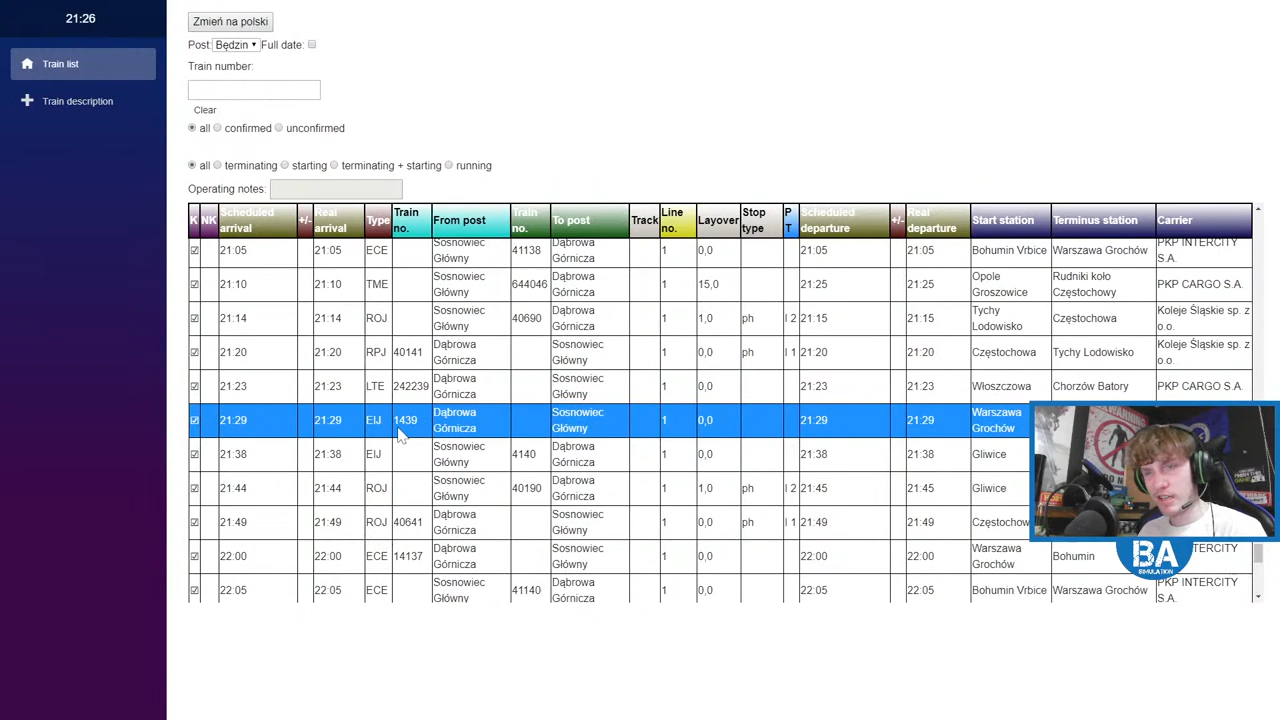 21:26
Train list
Train description
Zmień na polski
Post: Będzin Full date:
Train number:
Clear
all confirmed unconfirmed
all terminating starting terminating + starting running
Operating notes:
K NK Scheduled arrival +/- Real arrival Type Train no. From post Train no. To post Track Line no. Layover Stop type P T Scheduled departure +/- Real departure Start station Terminus station Carrier
21:05 21:05 ECE Sosnowiec Główny 41138 Dąbrowa Górnicza 1 0,0 21:05 21:05 Bohumin Vrbice Warszawa Grochów PKP INTERCITY S.A.
21:10 21:10 TME Sosnowiec Główny 644046 Dąbrowa Górnicza 1 15,0 21:25 21:25 Opole Groszowice Rudniki koło Częstochowy PKP CARGO S.A.
21:14 21:14 ROJ Sosnowiec Główny 40690 Dąbrowa Górnicza 1 1,0 ph I 2 21:15 21:15 Tychy Lodowisko Częstochowa Koleje Śląskie sp. z o.o.
21:20 21:20 RPJ 40141 Dąbrowa Górnicza Sosnowiec Główny 1 0,0 ph I 1 21:20 21:20 Częstochowa Tychy Lodowisko Koleje Śląskie sp. z o.o.
21:23 21:23 LTE 242239 Dąbrowa Górnicza Sosnowiec Główny 1 0,0 21:23 21:23 Włoszczowa Chorzów Batory PKP CARGO S.A.
21:29 21:29 EIJ 1439 Dąbrowa Górnicza Sosnowiec Główny 1 0,0 21:29 21:29 Warszawa Grochów
21:38 21:38 EIJ Sosnowiec Główny 4140 Dąbrowa Górnicza 1 0,0 21:38 21:38 Gliwice
21:44 21:44 ROJ Sosnowiec Główny 40190 Dąbrowa Górnicza 1 1,0 ph I 2 21:45 21:45 Gliwice
21:49 21:49 ROJ 40641 Dąbrowa Górnicza Sosnowiec Główny 1 0,0 ph I 1 21:49 21:49 Częstochow
22:00 22:00 ECE 14137 Dąbrowa Górnicza Sosnowiec Główny 1 0,0 22:00 22:00 Warszawa Grochów Bohumin TERCITY
22:05 22:05 ECE Sosnowiec Główny 41140 Dąbrowa Górnicza 1 0,0 22:05 22:05 Bohumin Vrbice Warszawa Grochów PKP INTERCITY S.A.
BA
SIMULATION